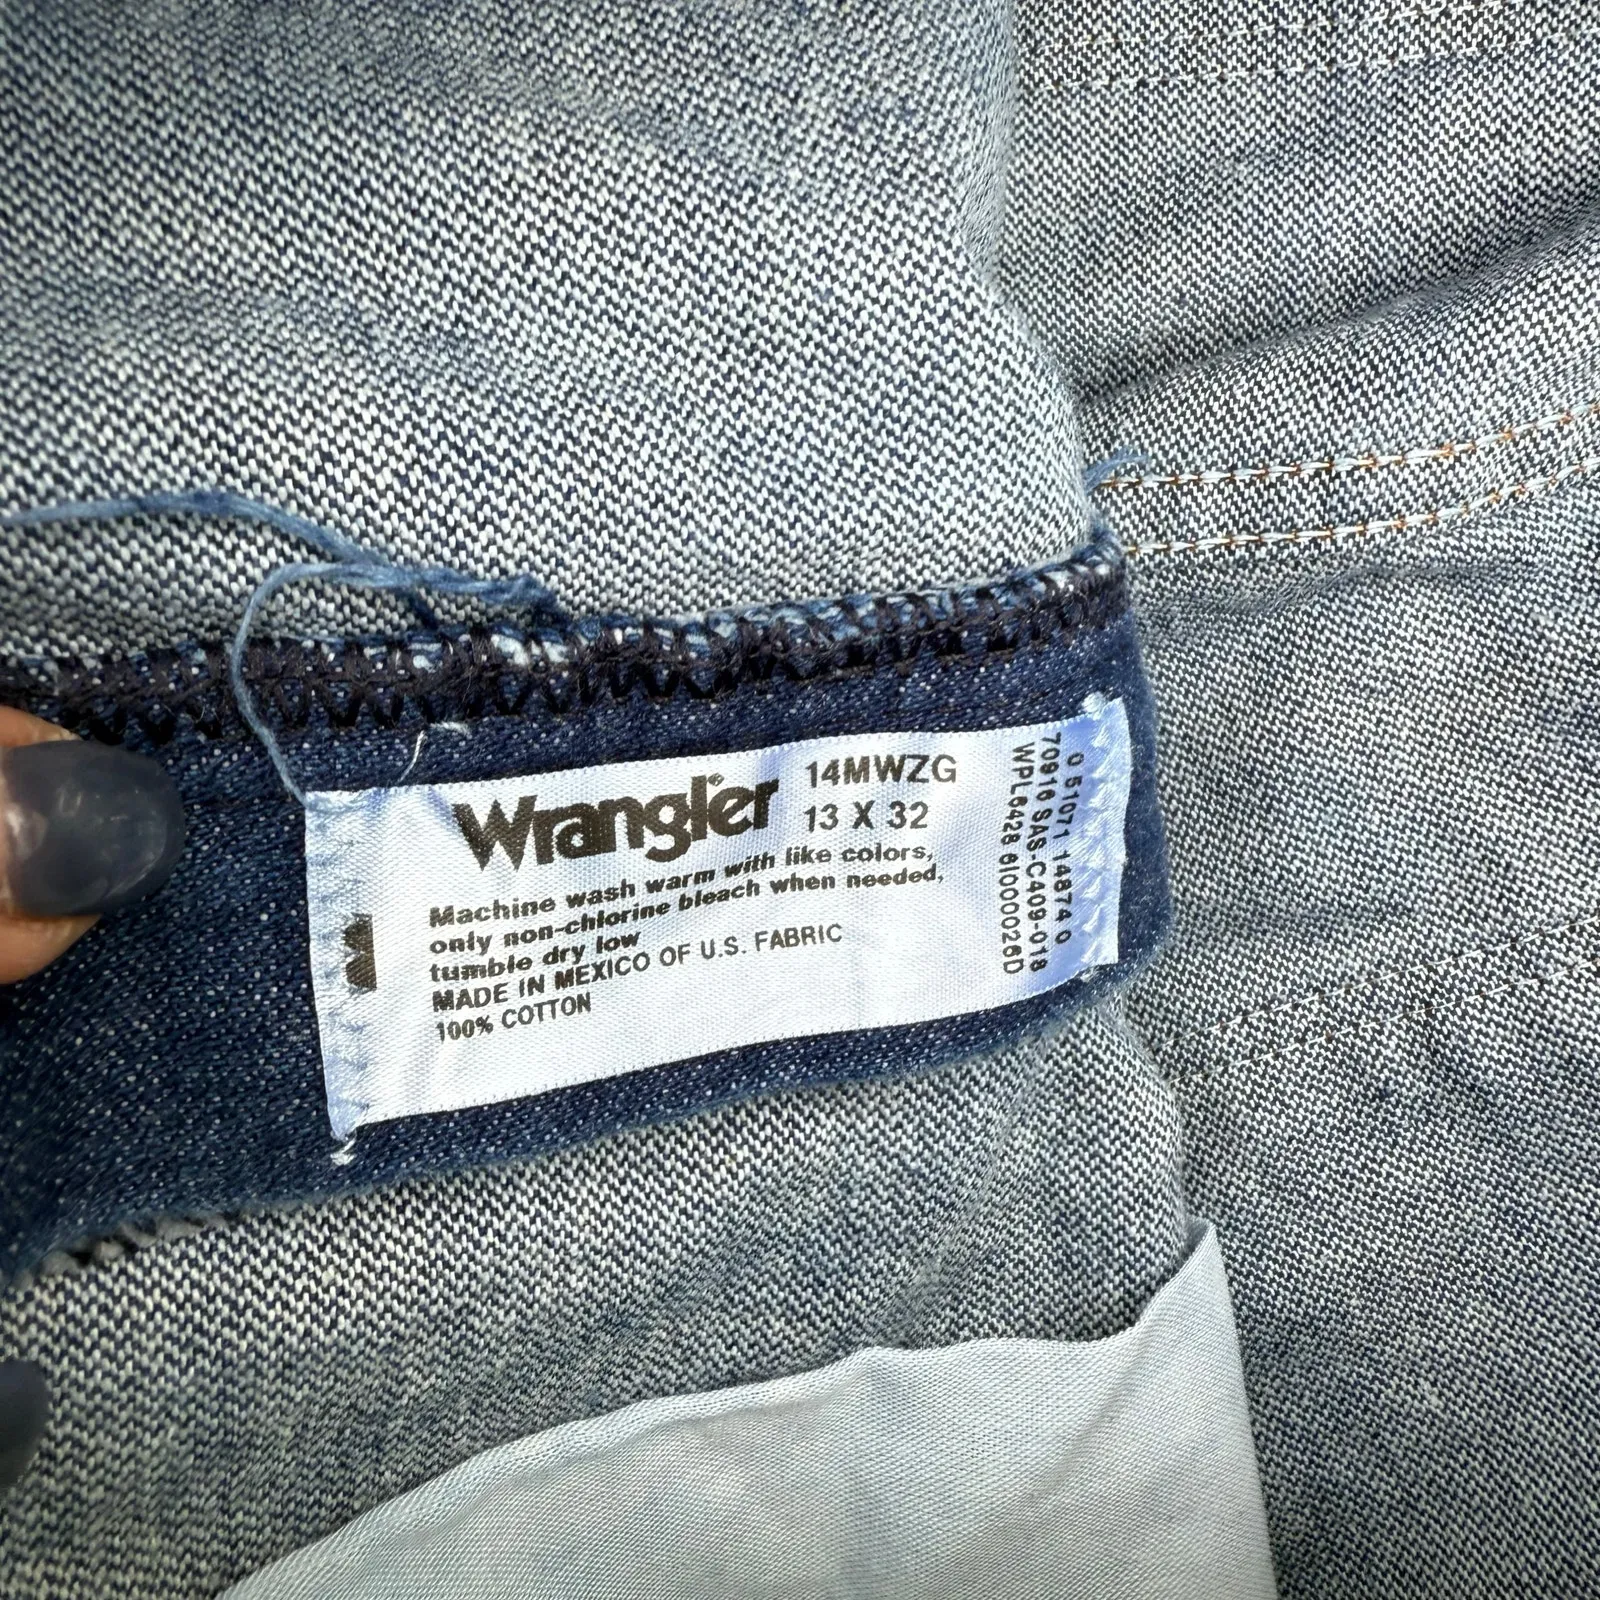 Wrangler
14MWZG
13 X 32
Machine wash warm with like colors,
only non-chlorine bleach when needed,
tumble dry low
MADE IN MEXICO OF U.S. FABRIC
100% COTTON
0 51071 14874 0
70916 SAS-C409-018
WPL6428 6I000026D